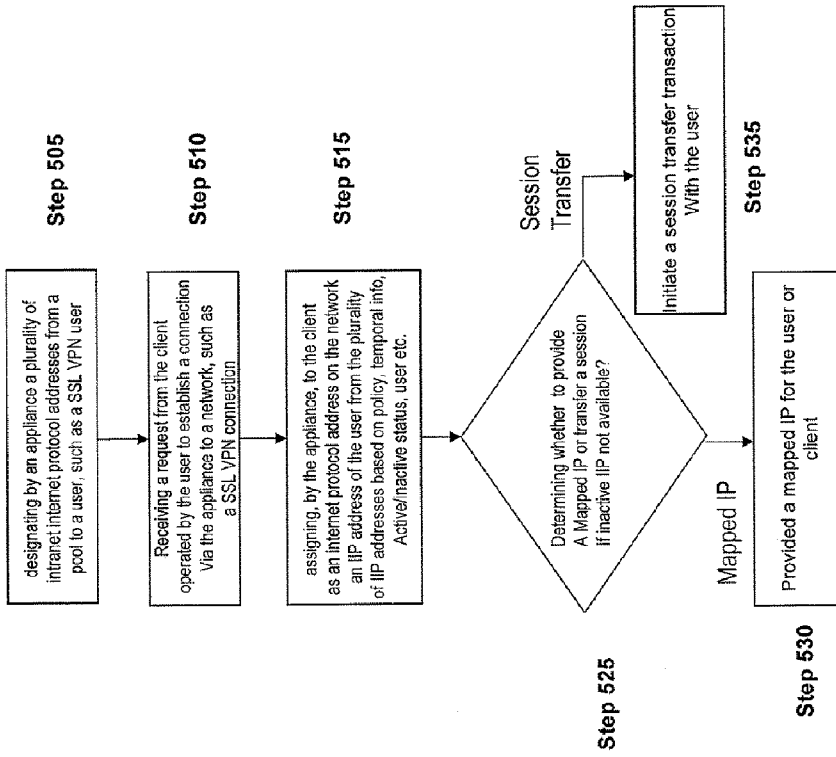 designating by an appliance a plurality of
intranet internet protocol addresses from a
pool to a user, such as a SSL VPN user
Step 505
Receiving a request from the client
operated by the user to establish a connection
Via the appliance to a network, such as
a SSL VPN connection
Step 510
assigning, by the appliance, to the client
as an internet protocol address on the network
an IIP address of the user from the plurality
of IIP addresses based on policy, temporal info,
Active/Inactive status, user etc.
Step 515
Determining whether to provide
A Mapped IP or transfer a session
If inactive IIP not available?
Step 525
Session
Transfer
Initiate a session transfer transaction
With the user
Step 535
Mapped IP
Provided a mapped IP for the user or
client
Step 530